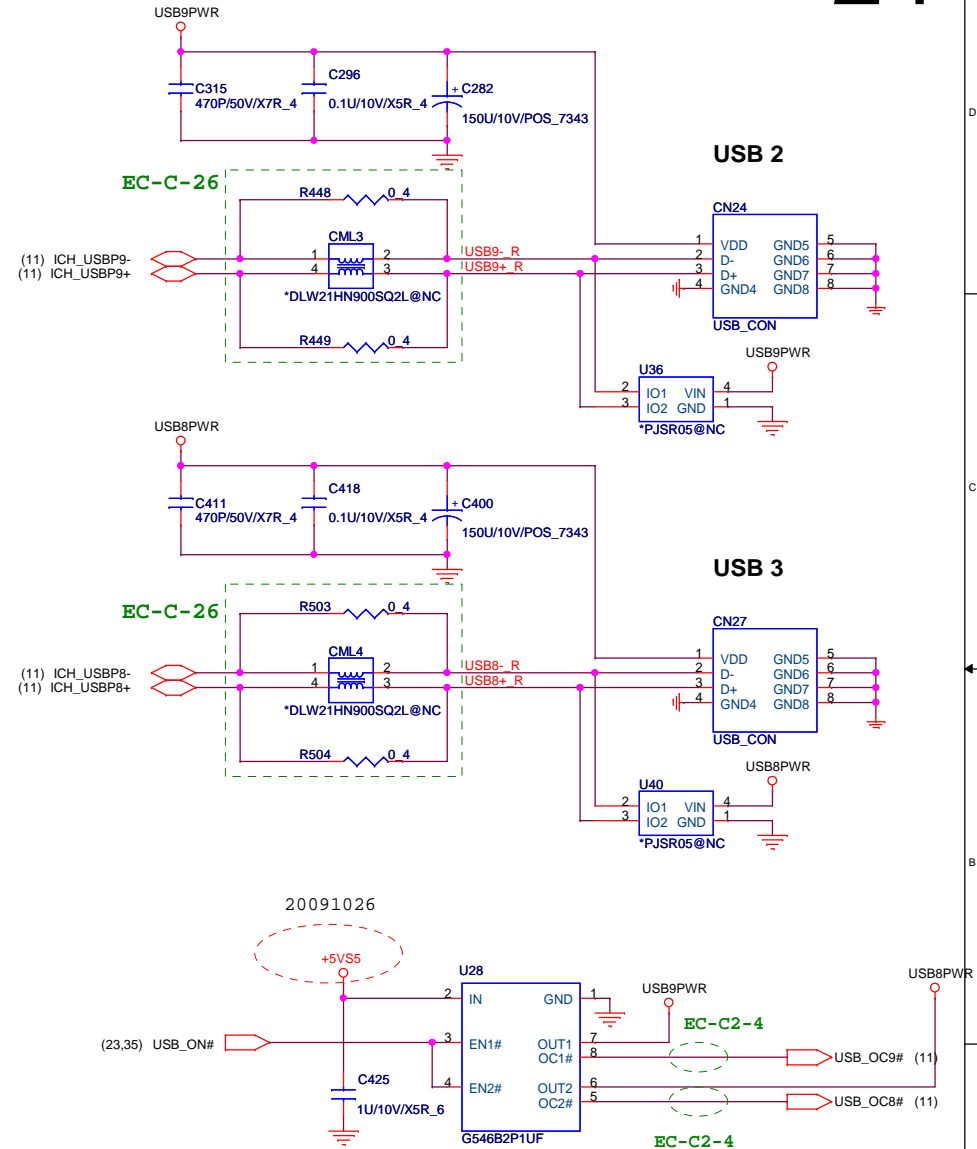 USB9PWR
C315
470P/50V/X7R_4
C296
0.1U/10V/X5R_4
+ C282
150U/10V/POS_7343
D
USB 2
EC-C-26
R448 0_4
CML3
(11) ICH_USBP9- 1 2 USB9-_R
(11) ICH_USBP9+ 4 3 USB9+_R
*DLW21HN900SQ2L@NC
R449 0_4
CN24
1 VDD GND5 5
2 D- GND6 6
3 D+ GND7 7
4 GND4 GND8 8
USB_CON
USB9PWR
U36
2 IO1 VIN 4
3 IO2 GND 1
*PJSR05@NC
USB8PWR
C411
470P/50V/X7R_4
C418
0.1U/10V/X5R_4
+ C400
150U/10V/POS_7343
C
USB 3
EC-C-26
R503 0_4
CML4
(11) ICH_USBP8- 1 2 USB8-_R
(11) ICH_USBP8+ 4 3 USB8+_R
*DLW21HN900SQ2L@NC
R504 0_4
CN27
1 VDD GND5 5
2 D- GND6 6
3 D+ GND7 7
4 GND4 GND8 8
USB_CON
USB8PWR
U40
2 IO1 VIN 4
3 IO2 GND 1
*PJSR05@NC
B
20091026
+5VS5
U28
2 IN GND 1
(23,35) USB_ON# 3 EN1# OUT1 7
OC1# 8
4 EN2# OUT2 6
OC2# 5
G546B2P1UF
C425
1U/10V/X5R_6
USB9PWR
USB8PWR
EC-C2-4
USB_OC9# (11)
USB_OC8# (11)
EC-C2-4